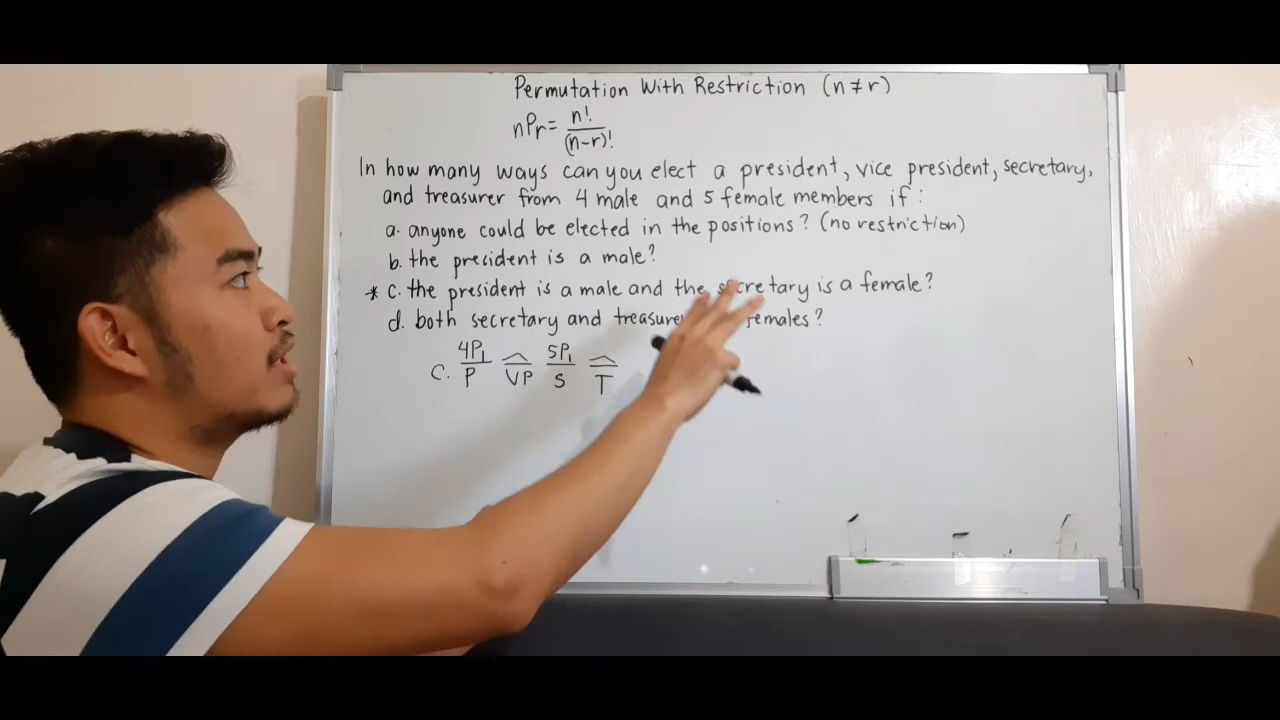 Permutation With Restriction (n ≠ r)
nPr = n! / (n-r)!
In how many ways can you elect a president, vice president, secretary,
and treasurer from 4 male and 5 female members if :
a. anyone could be elected in the positions? (no restriction)
b. the president is a male?
* c. the president is a male and the secretary is a female?
d. both secretary and treasurer females?
4P1 5P1
c. P VP S T